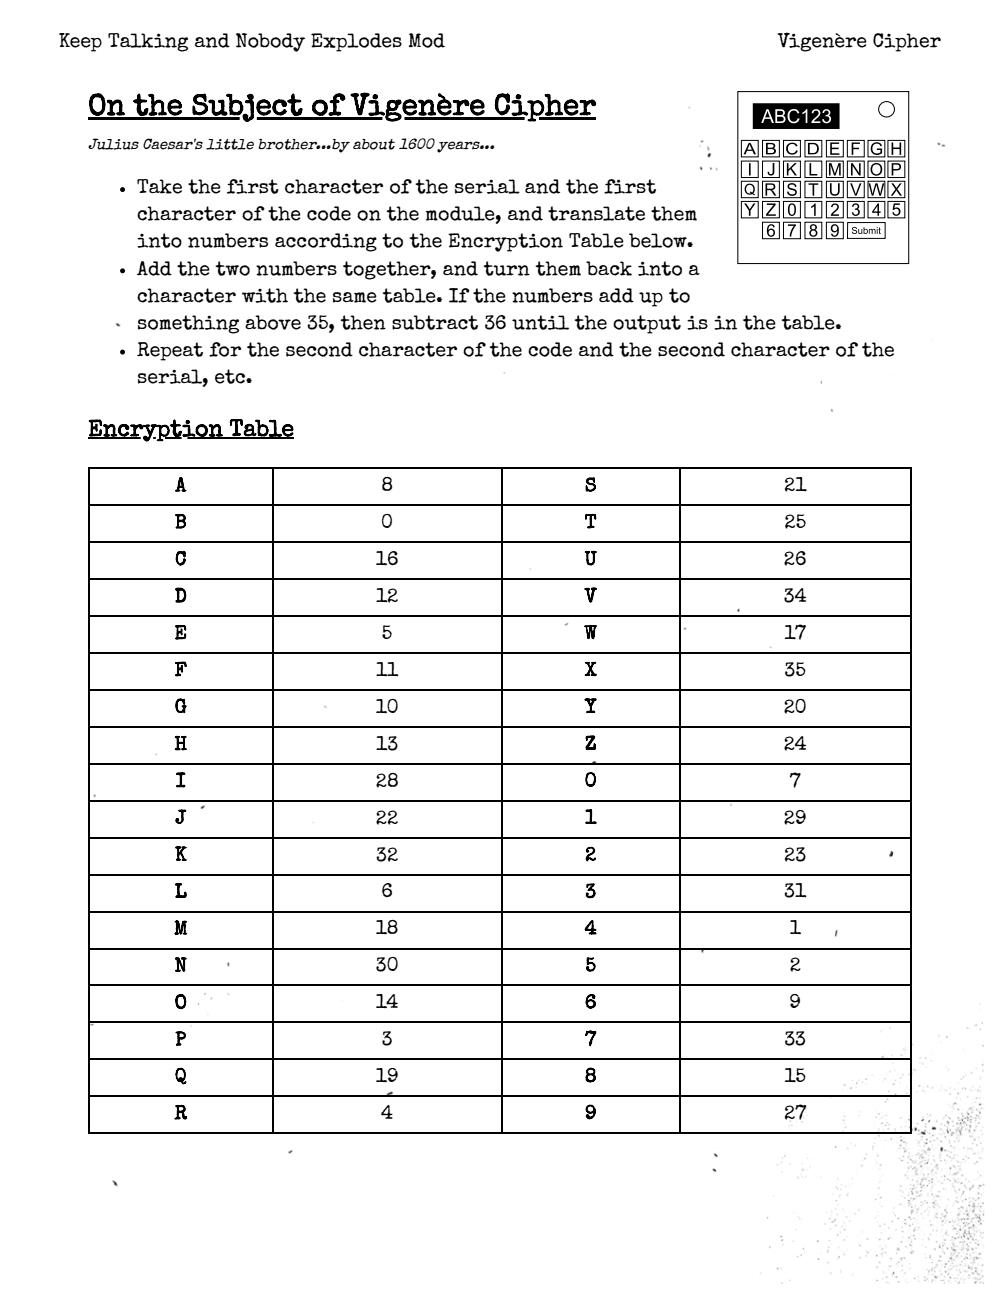 Keep Talking and Nobody Explodes Mod
Vigenère Cipher
On the Subject of Vigenère Cipher
Julius Caesar's little brother...by about 1600 years...
• Take the first character of the serial and the first
character of the code on the module, and translate them
into numbers according to the Encryption Table below.
• Add the two numbers together, and turn them back into a
character with the same table. If the numbers add up to
something above 35, then subtract 36 until the output is in the table.
• Repeat for the second character of the code and the second character of the
serial, etc.
ABC123
A B C D E F G H
I J K L M N O P
Q R S T U V W X
Y Z 0 1 2 3 4 5
6 7 8 9 Submit
Encryption Table
A 8 S 21
B 0 T 25
C 16 U 26
D 12 V 34
E 5 W 17
F 11 X 35
G 10 Y 20
H 13 Z 24
I 28 0 7
J 22 1 29
K 32 2 23
L 6 3 31
M 18 4 1
N 30 5 2
O 14 6 9
P 3 7 33
Q 19 8 15
R 4 9 27